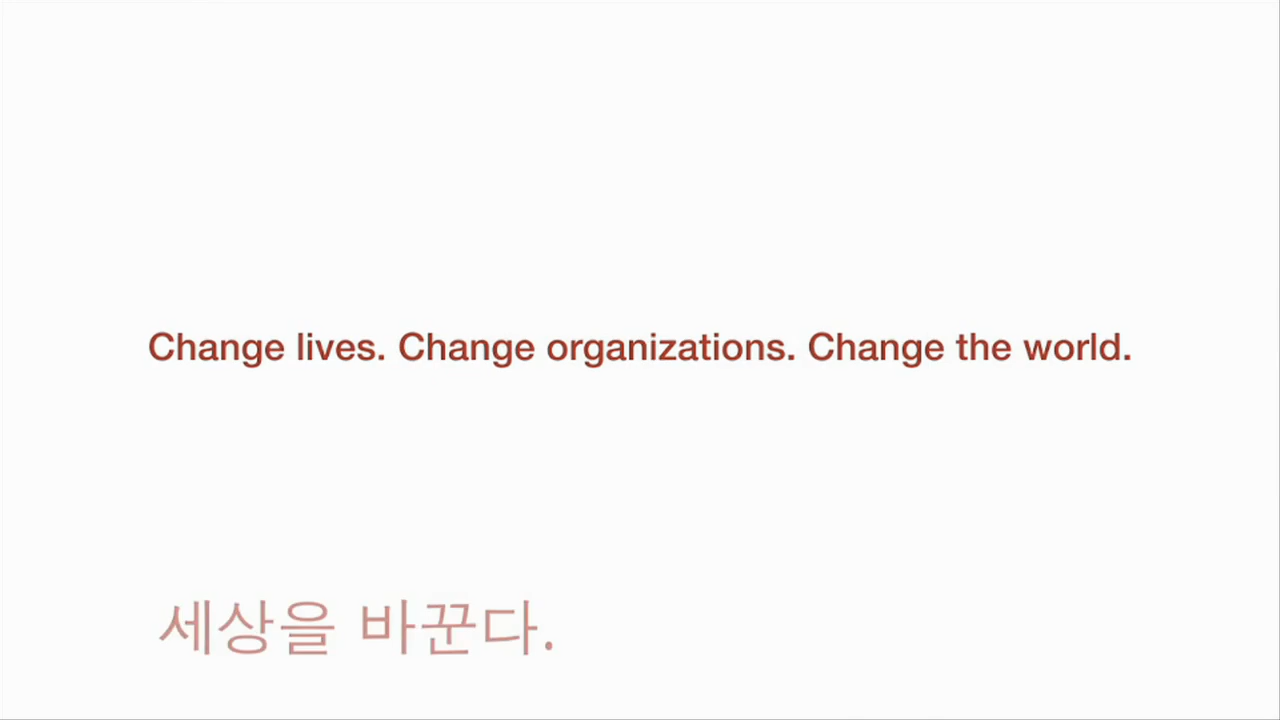 Change lives. Change organizations. Change the world.
세상을 바꾼다.